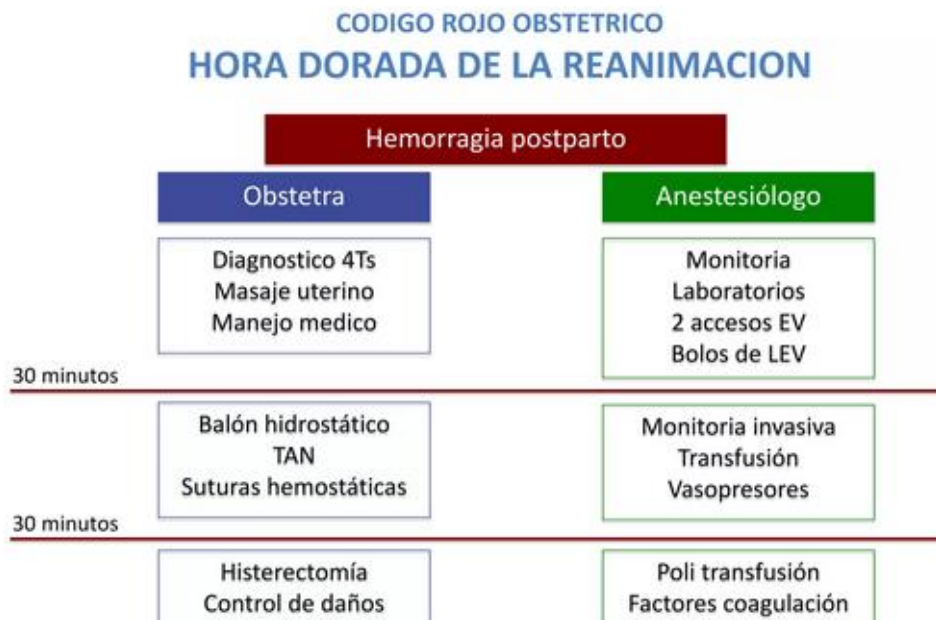 CODIGO ROJO OBSTETRICO
HORA DORADA DE LA REANIMACION
Hemorragia postparto
Obstetra
Anestesiólogo
Diagnostico 4Ts
Masaje uterino
Manejo medico
Monitoria
Laboratorios
2 accesos EV
Bolos de LEV
30 minutos
Balón hidrostático
TAN
Suturas hemostáticas
Monitoria invasiva
Transfusión
Vasopresores
30 minutos
Histerectomía
Control de daños
Poli transfusión
Factores coagulación